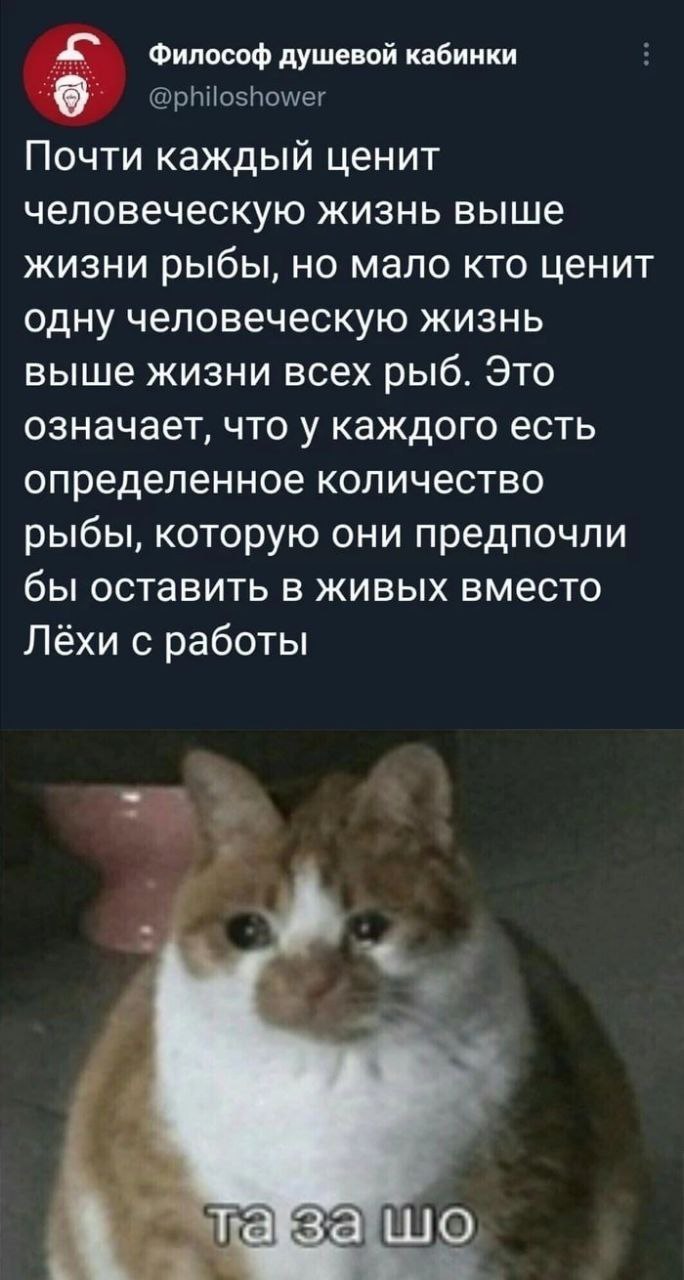 Философ душевой кабинки
@philoshower
Почти каждый ценит
человеческую жизнь выше
жизни рыбы, но мало кто ценит
одну человеческую жизнь
выше жизни всех рыб. Это
означает, что у каждого есть
определенное количество
рыбы, которую они предпочли
бы оставить в живых вместо
Лёхи с работы
та за шо